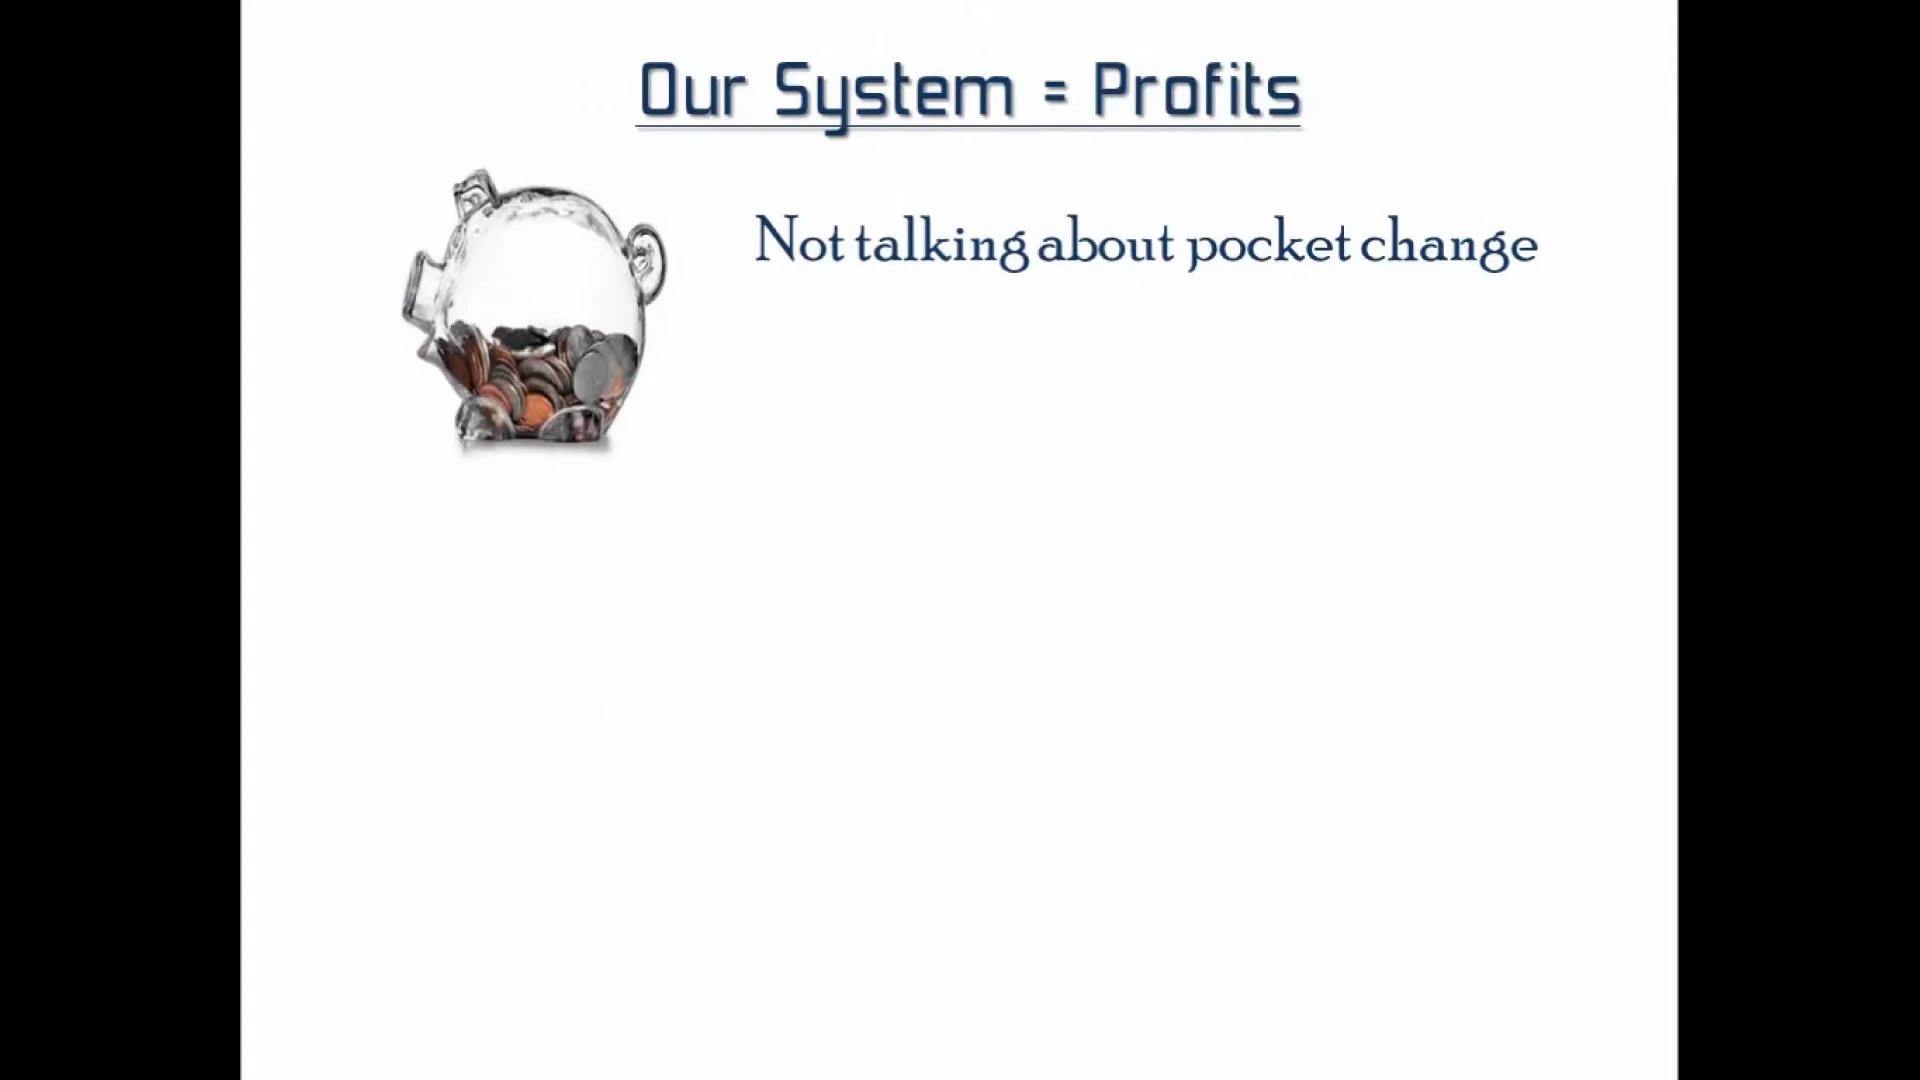 Our System = Profits
Not talking about pocket change